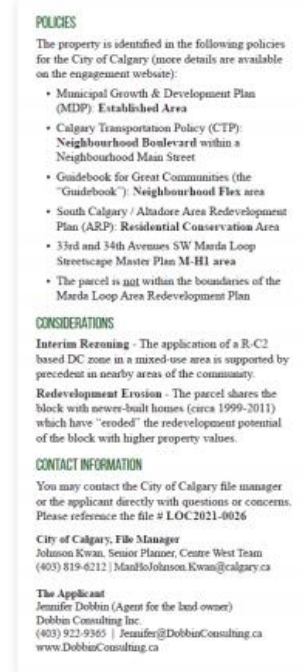 POLICIES
The property is identified in the following policies
for the City of Calgary (more details are available
on the engagement website):
• Municipal Growth & Development Plan
(MDP): Established Area
• Calgary Transportation Policy (CTP):
Neighbourhood Boulevard within a
Neighbourhood Main Street
• Guidebook for Great Communities (the
"Guidebook"): Neighbourhood Flex area
• South Calgary / Altadore Area Redevelopment
Plan (ARP): Residential Conservation Area
• 33rd and 34th Avenues SW Marda Loop
Streetscape Master Plan M-H1 area
• The parcel is not within the boundaries of the
Marda Loop Area Redevelopment Plan
CONSIDERATIONS
Interim Rezoning - The application of a R-C2
based DC zone in a mixed-use area is supported by
precedent in nearby areas of the community.
Redevelopment Erosion - The parcel shares the
block with newer-built homes (circa 1999-2011)
which have "eroded" the redevelopment potential
of the block with higher property values.
CONTACT INFORMATION
You may contact the City of Calgary file manager
or the applicant directly with questions or concerns.
Please reference the file # LOC2021-0026
City of Calgary, File Manager
Johnson Kwan, Senior Planner, Centre West Team
(403) 819-6212 | ManHoJohnson.Kwan@calgary.ca
The Applicant
Jennifer Dobbin (Agent for the land owner)
Dobbin Consulting Inc.
(403) 922-9365 | Jennifer@DobbinConsulting.ca
www.DobbinConsulting.ca